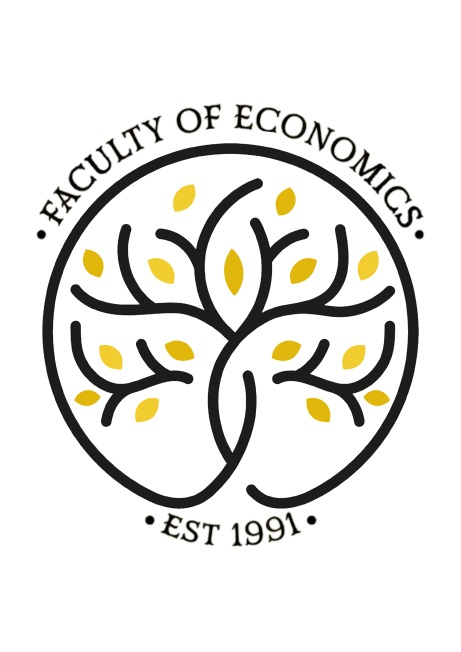 • FACULTY OF ECONOMICS •
• EST 1991 •